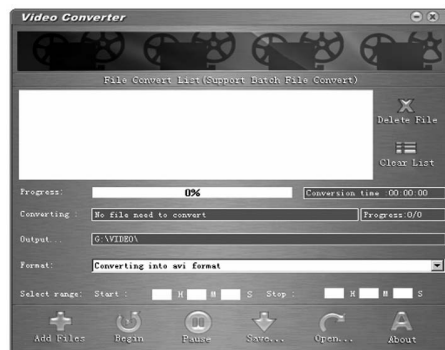 Video Converter
File Convert List(Support Batch File Convert)
Delete File
Clear List
Progress: 0% Conversion time :00:00:00
Converting : No file need to convert Progress:0/0
Output... G:\VIDEO\
Format: Converting into avi format
Select range: Start : H M S Stop : H M S
Add Files Begin Pause Save... Open... About